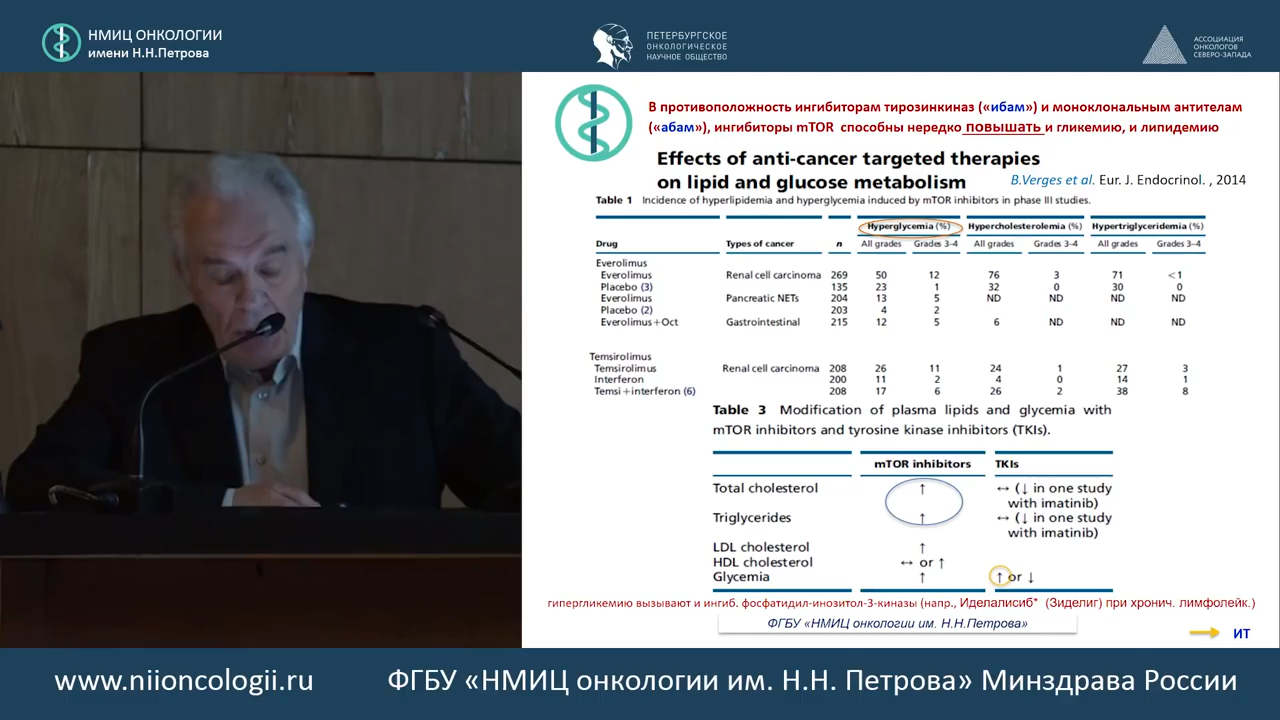 НМИЦ ОНКОЛОГИИ
имени Н.Н.Петрова
ПЕТЕРБУРГСКОЕ
ОНКОЛОГИЧЕСКОЕ
НАУЧНОЕ ОБЩЕСТВО
АССОЦИАЦИЯ
ОНКОЛОГОВ
СЕВЕРО-ЗАПАДА
В противоположность ингибиторам тирозинкиназ («ибам») и моноклональным антителам
(«абам»), ингибиторы mTOR способны нередко повышать и гликемию, и липидемию
Effects of anti-cancer targeted therapies
on lipid and glucose metabolism
B.Verges et al. Eur. J. Endocrinol. , 2014
Table 1 Incidence of hyperlipidemia and hyperglycemia induced by mTOR inhibitors in phase III studies.
Hyperglycemia (%) Hypercholesterolemia (%) Hypertriglyceridemia (%)
Drug Types of cancer n All grades Grades 3–4 All grades Grades 3–4 All grades Grades 3–4
Everolimus
Everolimus Renal cell carcinoma 269 50 12 76 3 71 <1
Placebo (3) 135 23 1 32 0 30 0
Everolimus Pancreatic NETs 204 13 5 ND ND ND ND
Placebo (2) 203 4 2
Everolimus+Oct Gastrointestinal 215 12 5 6 ND ND ND
Temsirolimus
Temsirolimus Renal cell carcinoma 208 26 11 24 1 27 3
Interferon 200 11 2 4 0 14 1
Temsi+interferon (6) 208 17 6 26 2 38 8
Table 3 Modification of plasma lipids and glycemia with
mTOR inhibitors and tyrosine kinase inhibitors (TKIs).
mTOR inhibitors TKIs
Total cholesterol ↑ ↔ (↓ in one study
with imatinib)
Triglycerides ↑ ↔ (↓ in one study
with imatinib)
LDL cholesterol ↑
HDL cholesterol ↔ or ↑
Glycemia ↑ ↑ or ↓
гипергликемию вызывают и ингиб. фосфатидил-инозитол-3-киназы (напр., Иделалисиб* (Зиделиг) при хронич. лимфолейк.)
ФГБУ «НМИЦ онкологии им. Н.Н.Петрова»
ИТ
www.niioncologii.ru
ФГБУ «НМИЦ онкологии им. Н.Н. Петрова» Минздрава России